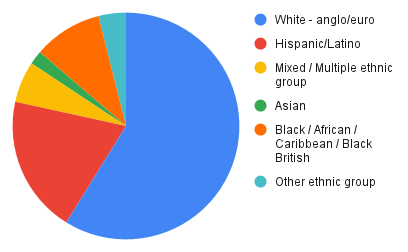 White - anglo/euro
Hispanic/Latino
Mixed / Multiple ethnic
group
Asian
Black / African /
Caribbean / Black
British
Other ethnic group